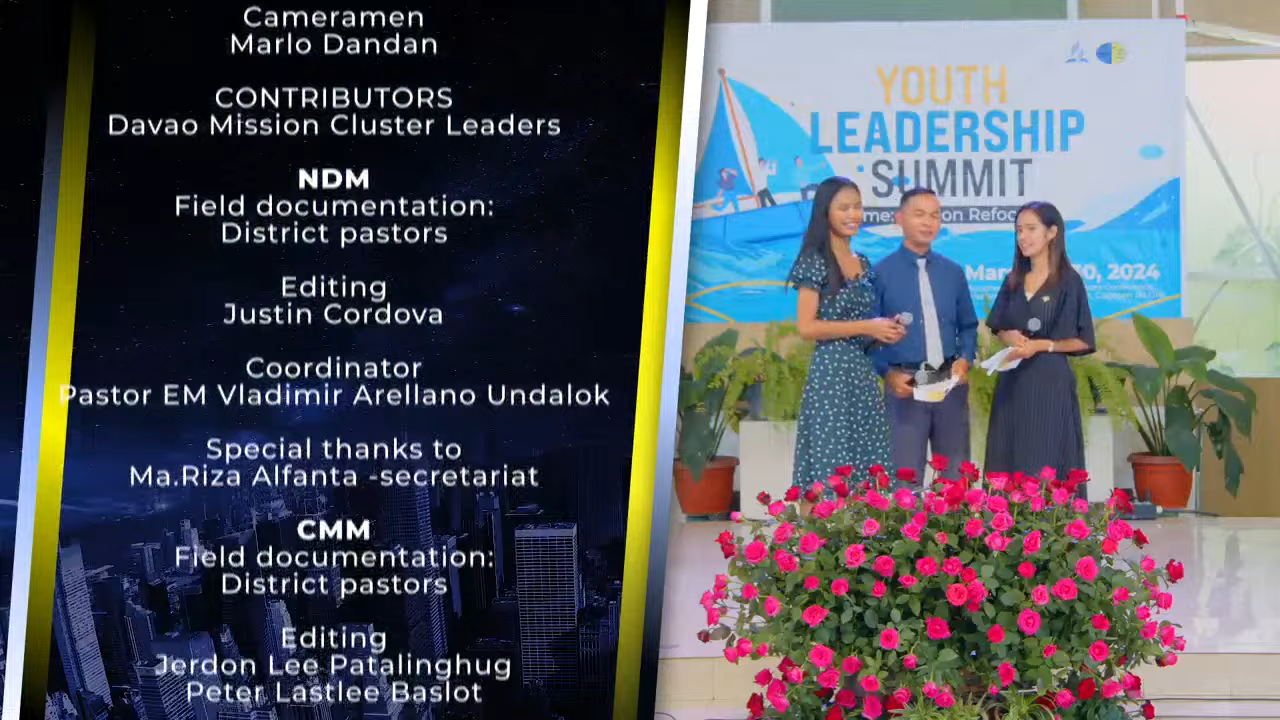 Cameramen
Marlo Dandan
CONTRIBUTORS
Davao Mission Cluster Leaders
NDM
Field documentation:
District pastors
Editing
Justin Cordova
Coordinator
Pastor EM Vladimir Arellano Undalok
Special thanks to
Ma.Riza Alfanta -secretariat
CMM
Field documentation:
District pastors
Editing
Jerdon Lee Patalinghug
Peter Lastlee Baslot
YOUTH
LEADERSHIP
SUMMIT
, 2024